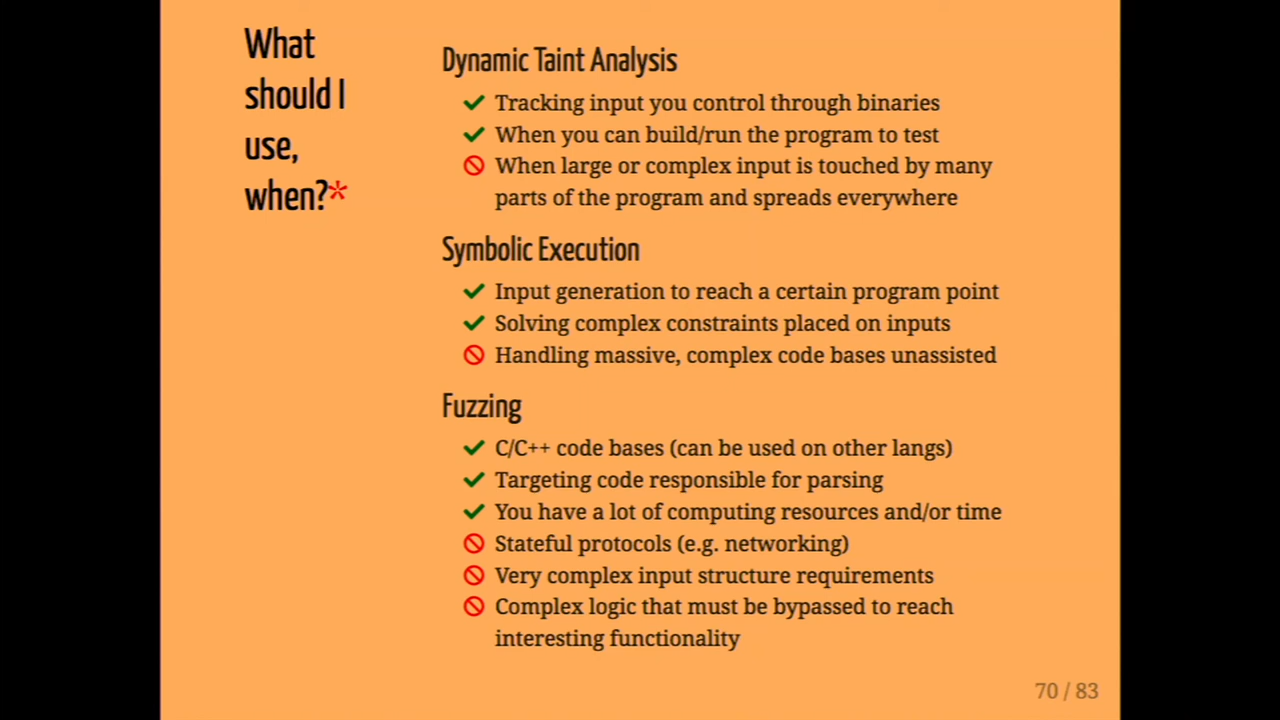 What
should I
use,
when?*
Dynamic Taint Analysis
Tracking input you control through binaries
When you can build/run the program to test
When large or complex input is touched by many
parts of the program and spreads everywhere
Symbolic Execution
Input generation to reach a certain program point
Solving complex constraints placed on inputs
Handling massive, complex code bases unassisted
Fuzzing
C/C++ code bases (can be used on other langs)
Targeting code responsible for parsing
You have a lot of computing resources and/or time
Stateful protocols (e.g. networking)
Very complex input structure requirements
Complex logic that must be bypassed to reach
interesting functionality
70 / 83